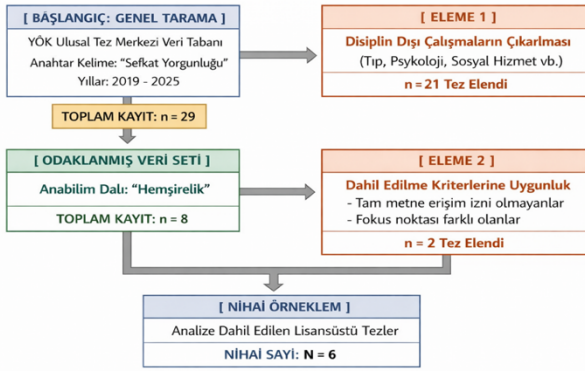 [ BAŞLANGIÇ: GENEL TARAMA ]
YÖK Ulusal Tez Merkezi Veri Tabanı
Anahtar Kelime: "Sefkat Yorgunluğu"
Yıllar: 2019 - 2025
TOPLAM KAYIT: n = 29
[ ELEME 1 ]
Disiplin Dışı Çalışmaların Çıkarılması
(Tıp, Psykoloji, Sosyal Hizmet vb.)
n = 21 Tez Elendi
[ ODAKLANMIŞ VERİ SETİ ]
Anabilim Dalı: "Hemşirelik"
TOPLAM KAYIT: n = 8
[ ELEME 2 ]
Dahil Edilme Kriterlerine Uygunluk
- Tam metne erişim izni olmayanlar
- Fokus noktası farklı olanlar
n = 2 Tez Elendi
[ NİHAİ ÖRNEKLEM ]
Analize Dahil Edilen Lisansüstü Tezler
NİHAİ SAYİ: N = 6